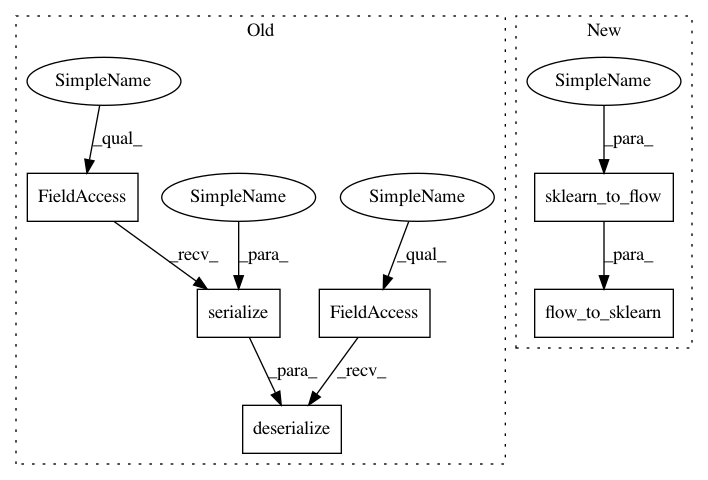 Old
New
SimpleName
SimpleName
_qual_
_para_
FieldAccess
SimpleName
SimpleName
sklearn_to_flow
_recv_
_para_
_qual_
_para_
serialize
FieldAccess
flow_to_sklearn
_para_
_recv_
deserialize